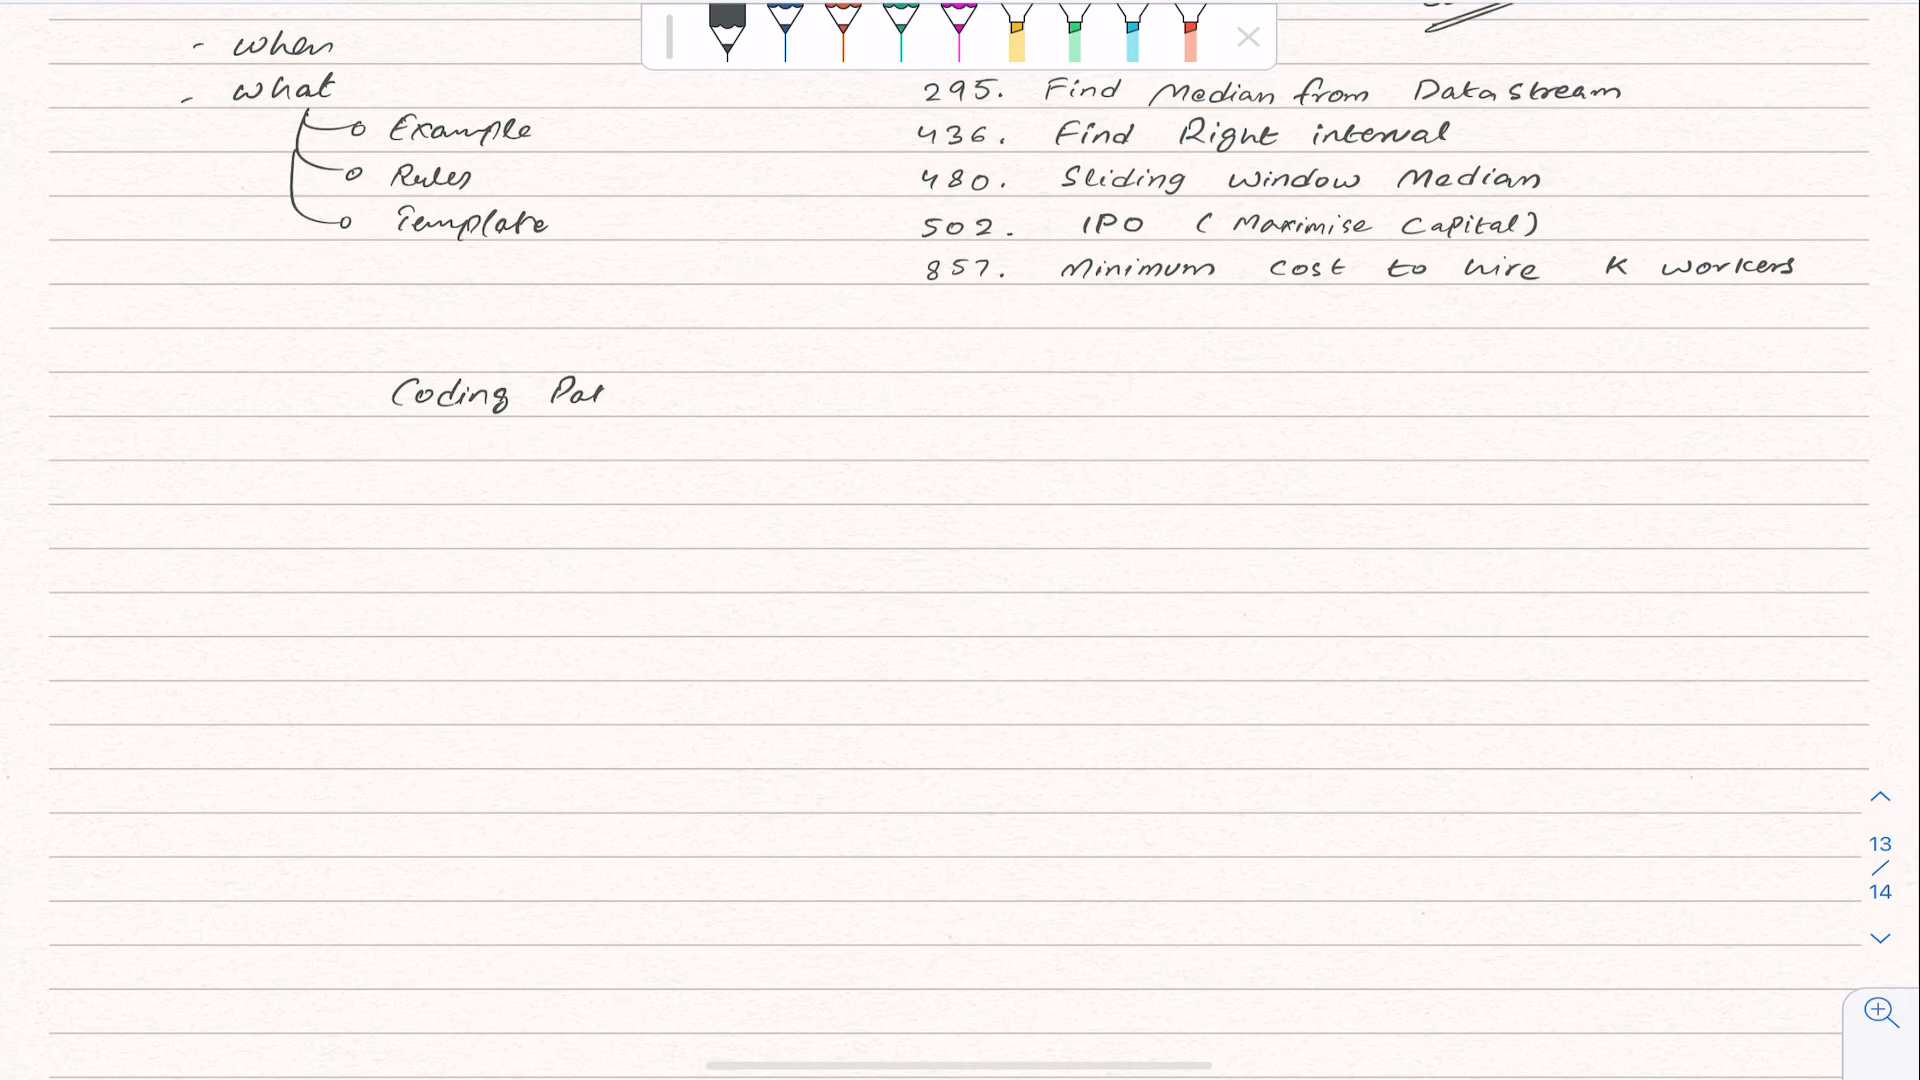 - when
- what
Example
Rules
Template
295. Find Median from Data stream
436. Find Right interval
480. Sliding window Median
502. IPO (Maximise Capital)
857. Minimum cost to hire K workers
Coding Pat
13
/
14